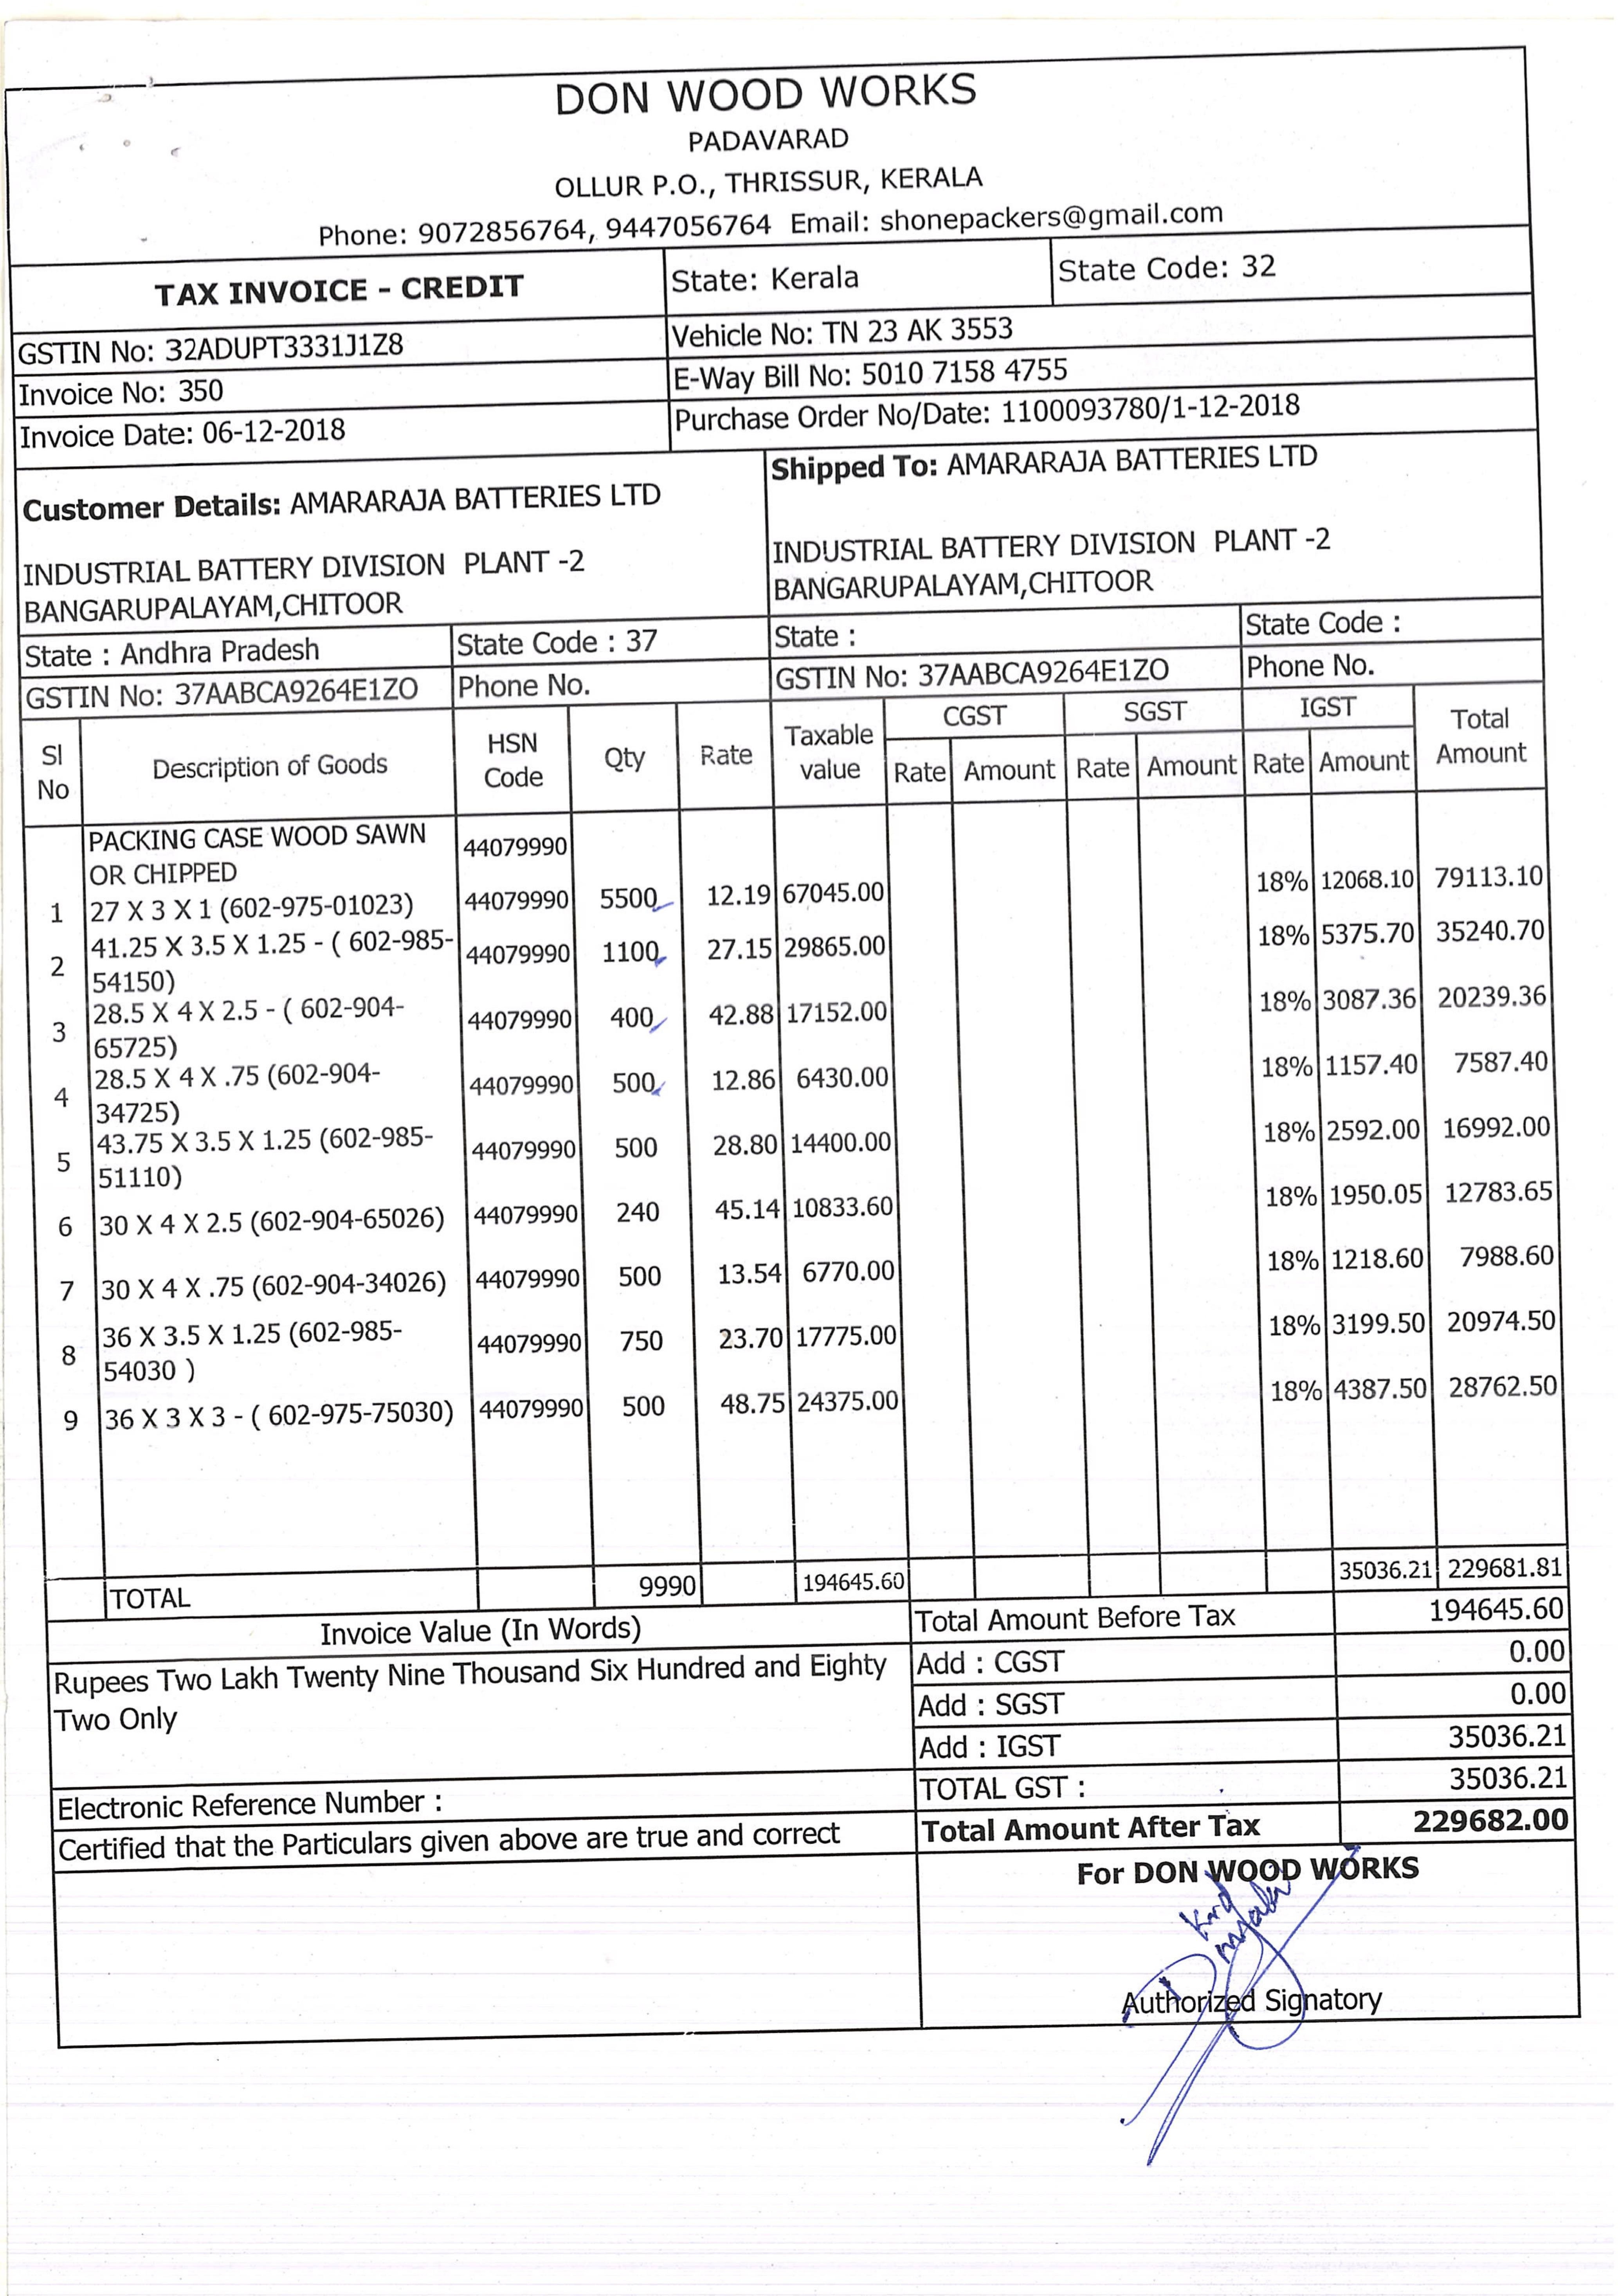 DON WOOD WORKS
PADAVARAD
OLLUR P.O., THRISSUR, KERALA
Phone: 9072856764, 9447056764 Email: shonepackers@gmail.com
TAX INVOICE - CREDIT State: Kerala State Code: 32
GSTIN No: 32ADUPT3331J1Z8 Vehicle No: TN 23 AK 3553
Invoice No: 350 E-Way Bill No: 5010 7158 4755
Invoice Date: 06-12-2018 Purchase Order No/Date: 1100093780/1-12-2018
Customer Details: AMARARAJA BATTERIES LTD Shipped To: AMARARAJA BATTERIES LTD
INDUSTRIAL BATTERY DIVISION PLANT -2 INDUSTRIAL BATTERY DIVISION PLANT -2
BANGARUPALAYAM,CHITOOR BANGARUPALAYAM,CHITOOR
State : Andhra Pradesh State Code : 37 State : State Code :
GSTIN No: 37AABCA9264E1ZO Phone No. GSTIN No: 37AABCA9264E1ZO Phone No.
Sl No Description of Goods HSN Code Qty Rate Taxable value CGST SGST IGST Total Amount
Rate Amount Rate Amount Rate Amount
PACKING CASE WOOD SAWN 44079990
OR CHIPPED
1 27 X 3 X 1 (602-975-01023) 44079990 5500 12.19 67045.00 18% 12068.10 79113.10
2 41.25 X 3.5 X 1.25 - ( 602-985- 44079990 1100 27.15 29865.00 18% 5375.70 35240.70
54150)
3 28.5 X 4 X 2.5 - ( 602-904- 44079990 400 42.88 17152.00 18% 3087.36 20239.36
65725)
4 28.5 X 4 X .75 (602-904- 44079990 500 12.86 6430.00 18% 1157.40 7587.40
34725)
5 43.75 X 3.5 X 1.25 (602-985- 44079990 500 28.80 14400.00 18% 2592.00 16992.00
51110)
6 30 X 4 X 2.5 (602-904-65026) 44079990 240 45.14 10833.60 18% 1950.05 12783.65
7 30 X 4 X .75 (602-904-34026) 44079990 500 13.54 6770.00 18% 1218.60 7988.60
8 36 X 3.5 X 1.25 (602-985- 44079990 750 23.70 17775.00 18% 3199.50 20974.50
54030 )
9 36 X 3 X 3 - ( 602-975-75030) 44079990 500 48.75 24375.00 18% 4387.50 28762.50
TOTAL 9990 194645.60 35036.21 229681.81
Invoice Value (In Words) Total Amount Before Tax 194645.60
Rupees Two Lakh Twenty Nine Thousand Six Hundred and Eighty Add : CGST 0.00
Two Only Add : SGST 0.00
Add : IGST 35036.21
Electronic Reference Number : TOTAL GST : 35036.21
Certified that the Particulars given above are true and correct Total Amount After Tax 229682.00
For DON WOOD WORKS
Authorized Signatory